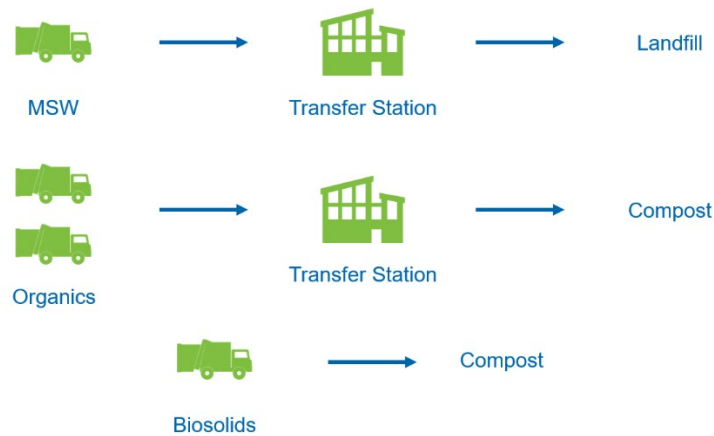 Landfill
MSW
Transfer Station
Compost
Transfer Station
Organics
Compost
Biosolids